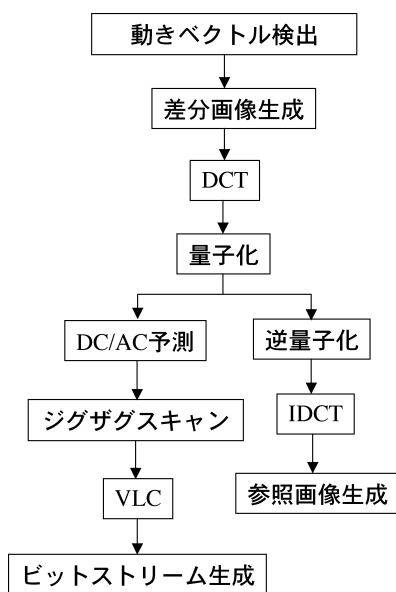 動きベクトル検出
差分画像生成
DCT
量子化
DC/AC予測
逆量子化
ジグザグスキャン
IDCT
VLC
参照画像生成
ビットストリーム生成